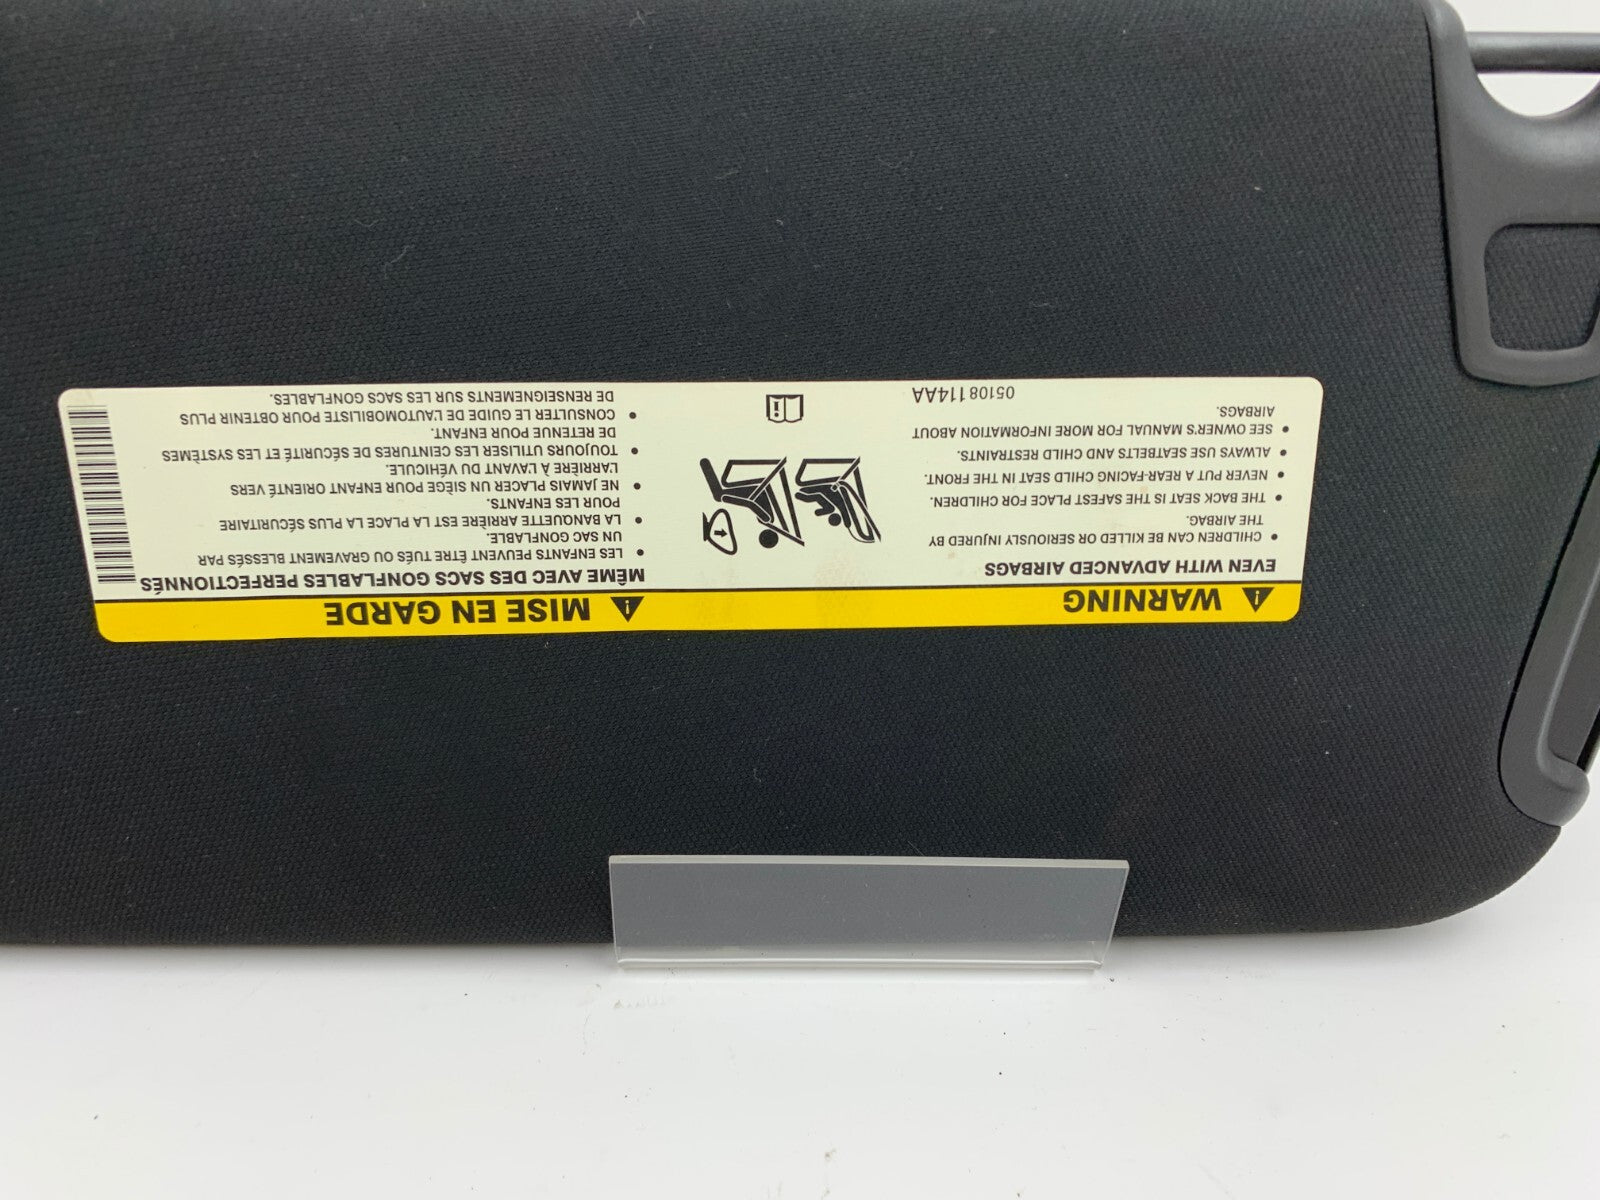 WARNING
EVEN WITH ADVANCED AIRBAGS
• CHILDREN CAN BE KILLED OR SERIOUSLY INJURED BY
THE AIRBAG.
• THE BACK SEAT IS THE SAFEST PLACE FOR CHILDREN.
• NEVER PUT A REAR-FACING CHILD SEAT IN THE FRONT.
• ALWAYS USE SEATBELTS AND CHILD RESTRAINTS.
• SEE OWNER'S MANUAL FOR MORE INFORMATION ABOUT
AIRBAGS.
05108114AA
MISE EN GARDE
MÊME AVEC DES SACS GONFLABLES PERFECTIONNÉS
• LES ENFANTS PEUVENT ÊTRE TUÉS OU GRAVEMENT BLESSÉS PAR
UN SAC GONFLABLE.
• LA BANQUETTE ARRIÈRE EST LA PLACE LA PLUS SÉCURITAIRE
POUR LES ENFANTS.
• NE JAMAIS PLACER UN SIÈGE POUR ENFANT ORIENTÉ VERS
L'ARRIÈRE À L'AVANT DU VÉHICULE.
• TOUJOURS UTILISER LES CEINTURES DE SÉCURITÉ ET LES SYSTÈMES
DE RETENUE POUR ENFANT.
• CONSULTER LE GUIDE DE L'AUTOMOBILISTE POUR OBTENIR PLUS
DE RENSEIGNEMENTS SUR LES SACS GONFLABLES.